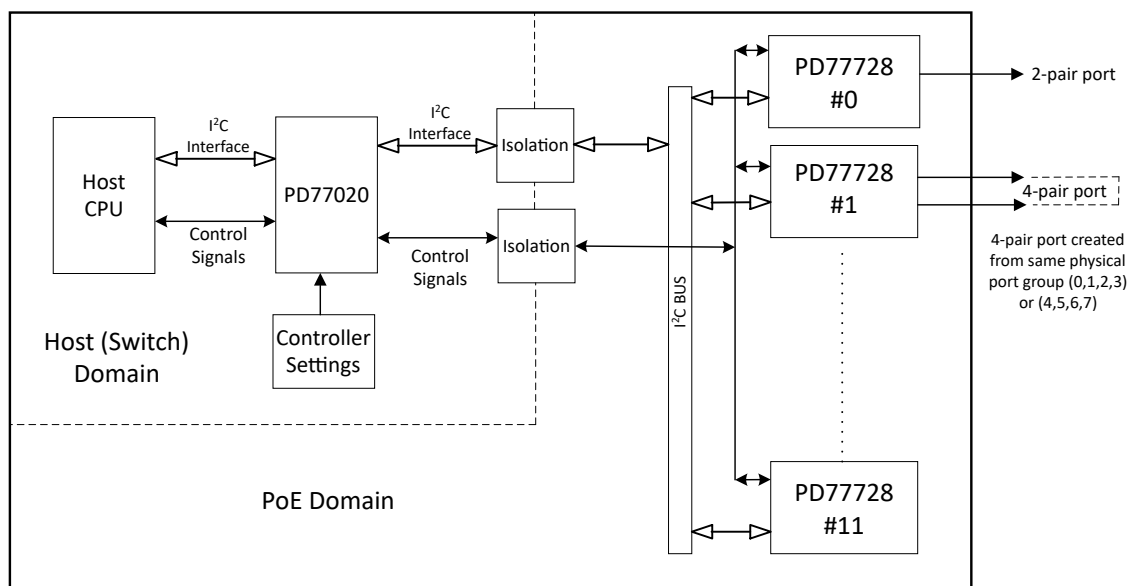 Host
CPU
I²C
Interface
Control
Signals
PD77020
I²C
Interface
Control
Signals
Isolation
Isolation
Controller
Settings
Host (Switch)
Domain
PoE Domain
I²C BUS
PD77728
#0
2-pair port
PD77728
#1
4-pair port
4-pair port created
from same physical
port group (0,1,2,3)
or (4,5,6,7)
PD77728
#11